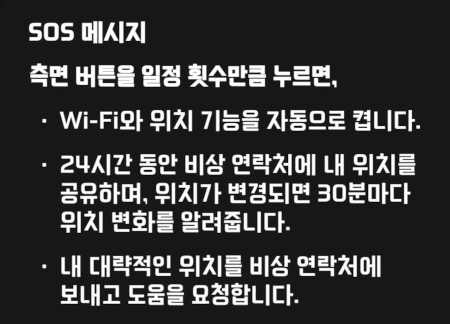 SOS 메시지
측면 버튼을 일정 횟수만큼 누르면,
· Wi-Fi와 위치 기능을 자동으로 켭니다.
· 24시간 동안 비상 연락처에 내 위치를
공유하며, 위치가 변경되면 30분마다
위치 변화를 알려줍니다.
· 내 대략적인 위치를 비상 연락처에
보내고 도움을 요청합니다.